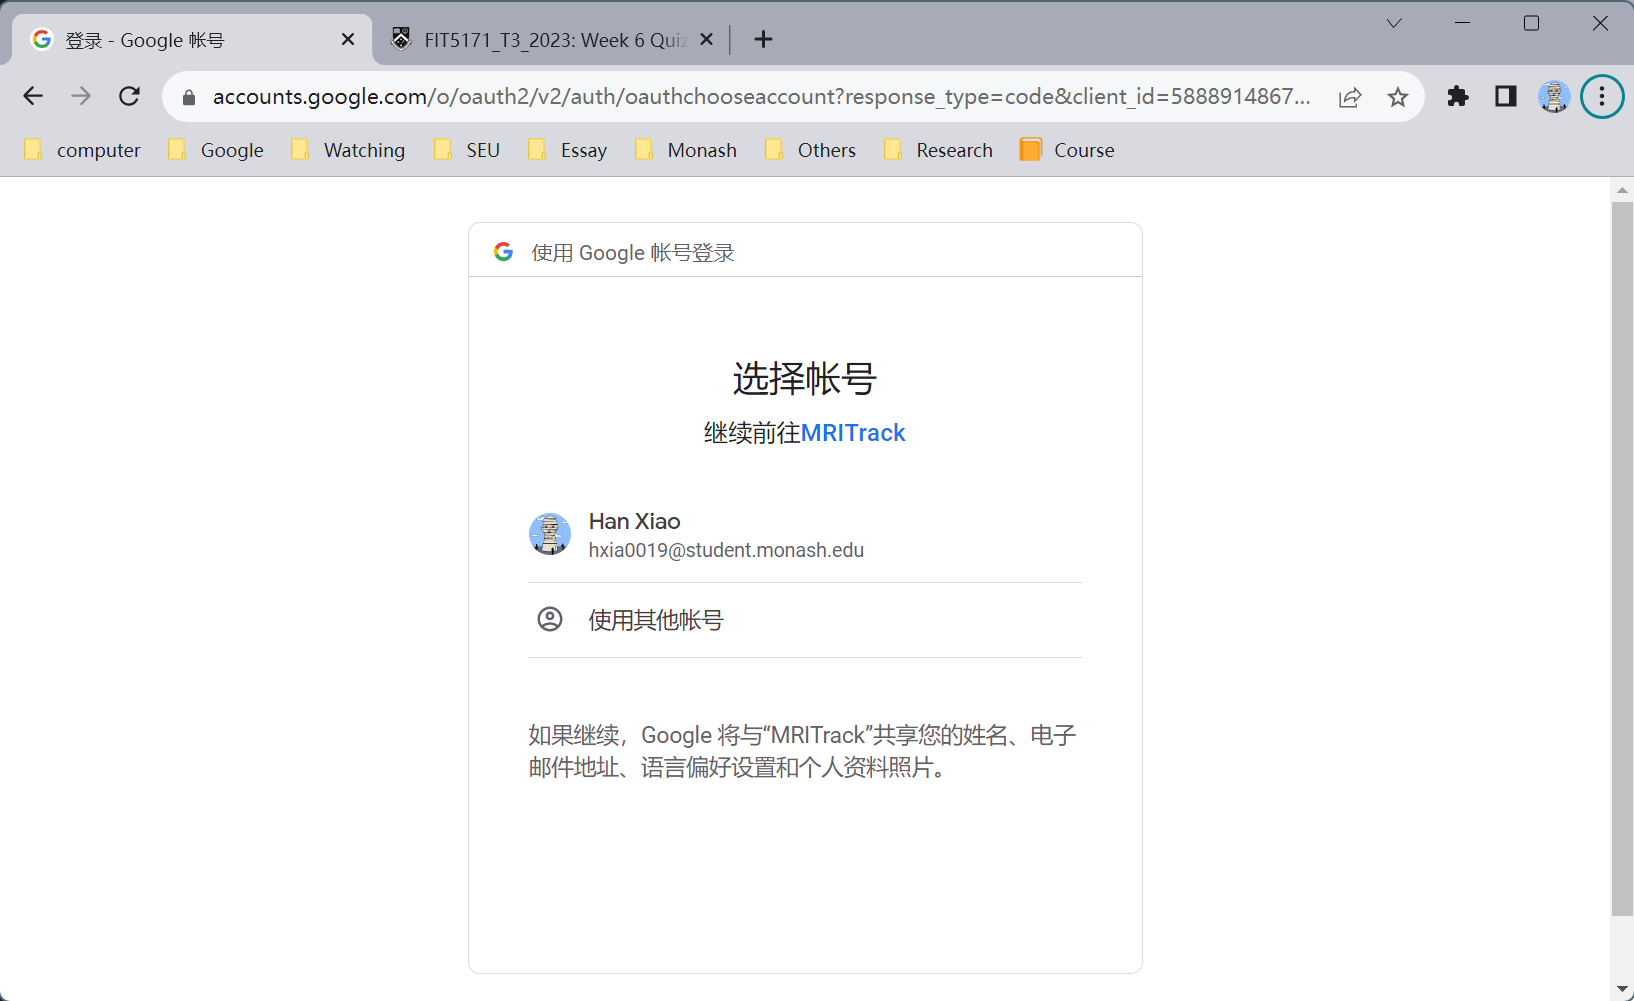 登录 - Google 帐号
FIT5171_T3_2023: Week 6 Quiz
accounts.google.com/o/oauth2/v2/auth/oauthchooseaccount?response_type=code&client_id=5888914867...
computer
Google
Watching
SEU
Essay
Monash
Others
Research
Course
使用 Google 帐号登录
选择帐号
继续前往MRITrack
Han Xiao
hxia0019@student.monash.edu
使用其他帐号
如果继续，Google 将与“MRITrack”共享您的姓名、电子
邮件地址、语言偏好设置和个人资料照片。